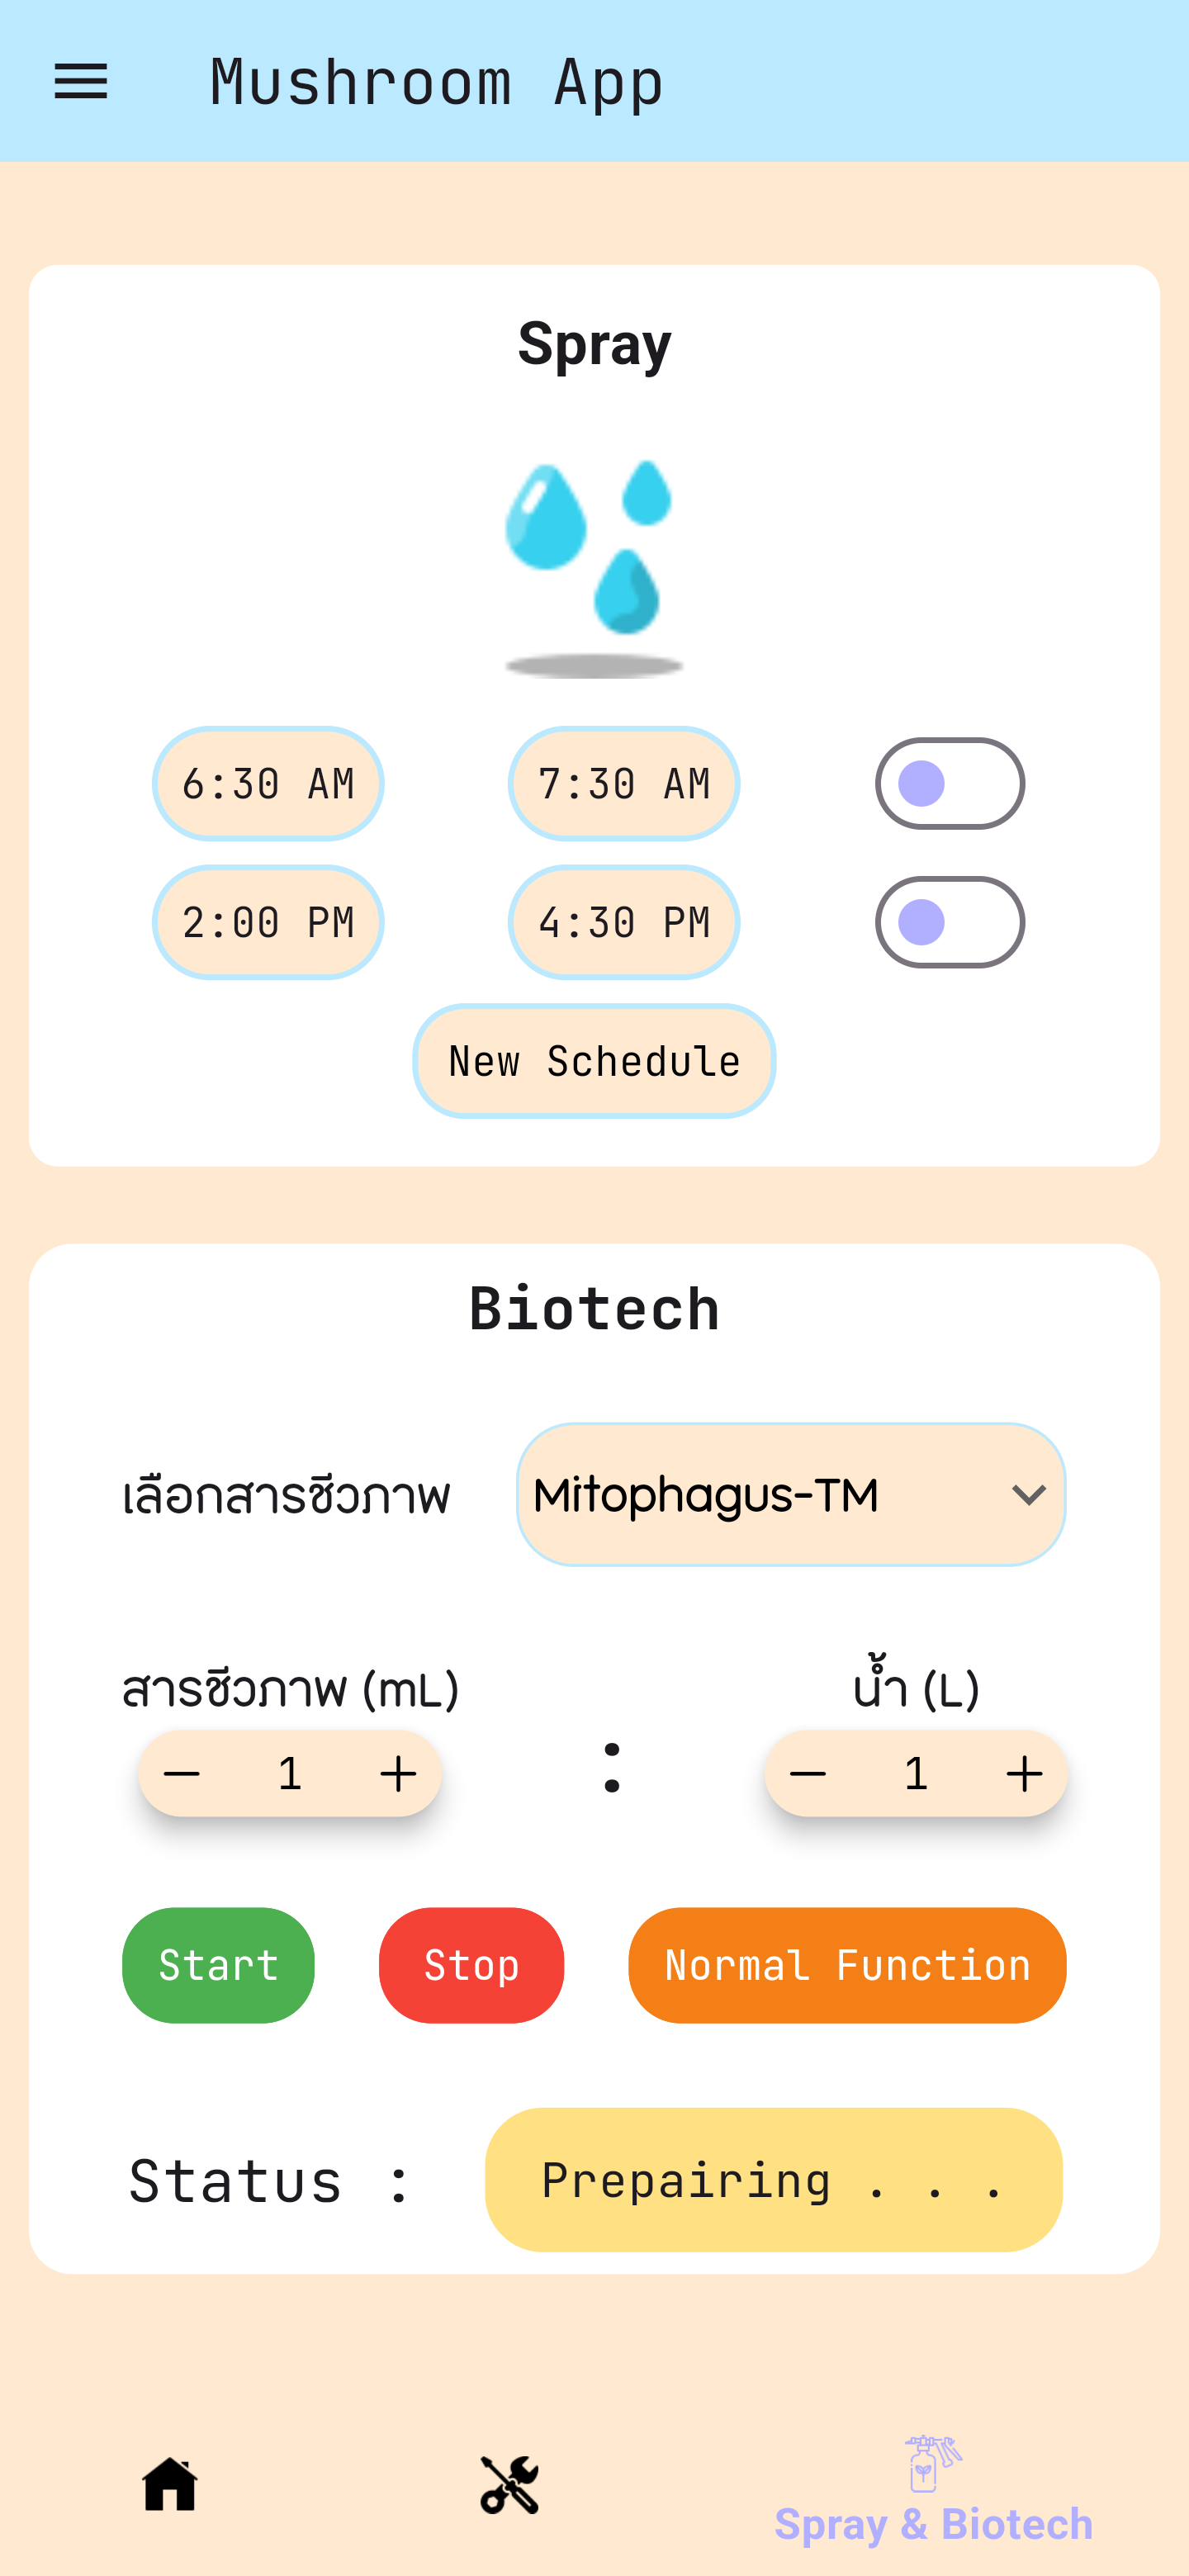 Mushroom App
Spray
6:30 AM 7:30 AM
2:00 PM 4:30 PM
New Schedule
Biotech
เลือกสารชีวภาพ Mitophagus-TM
สารชีวภาพ (mL) น้ำ (L)
− 1 + : − 1 +
Start Stop Normal Function
Status : Prepairing . . .
Spray & Biotech